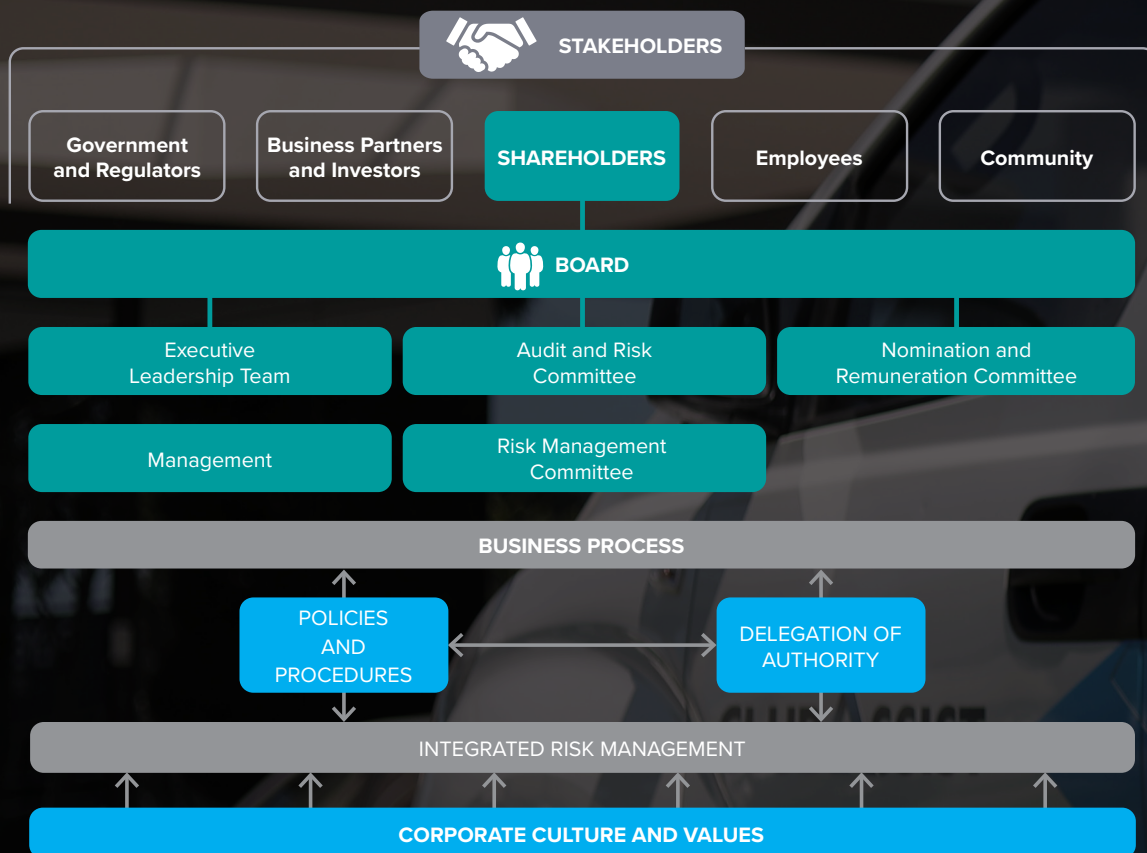 STAKEHOLDERS
Government
and Regulators
Business Partners
and Investors
SHAREHOLDERS
Employees
Community
BOARD
Executive
Leadership Team
Audit and Risk
Committee
Nomination and
Remuneration Committee
Management
Risk Management
Committee
BUSINESS PROCESS
POLICIES
AND
PROCEDURES
DELEGATION OF
AUTHORITY
INTEGRATED RISK MANAGEMENT
CORPORATE CULTURE AND VALUES